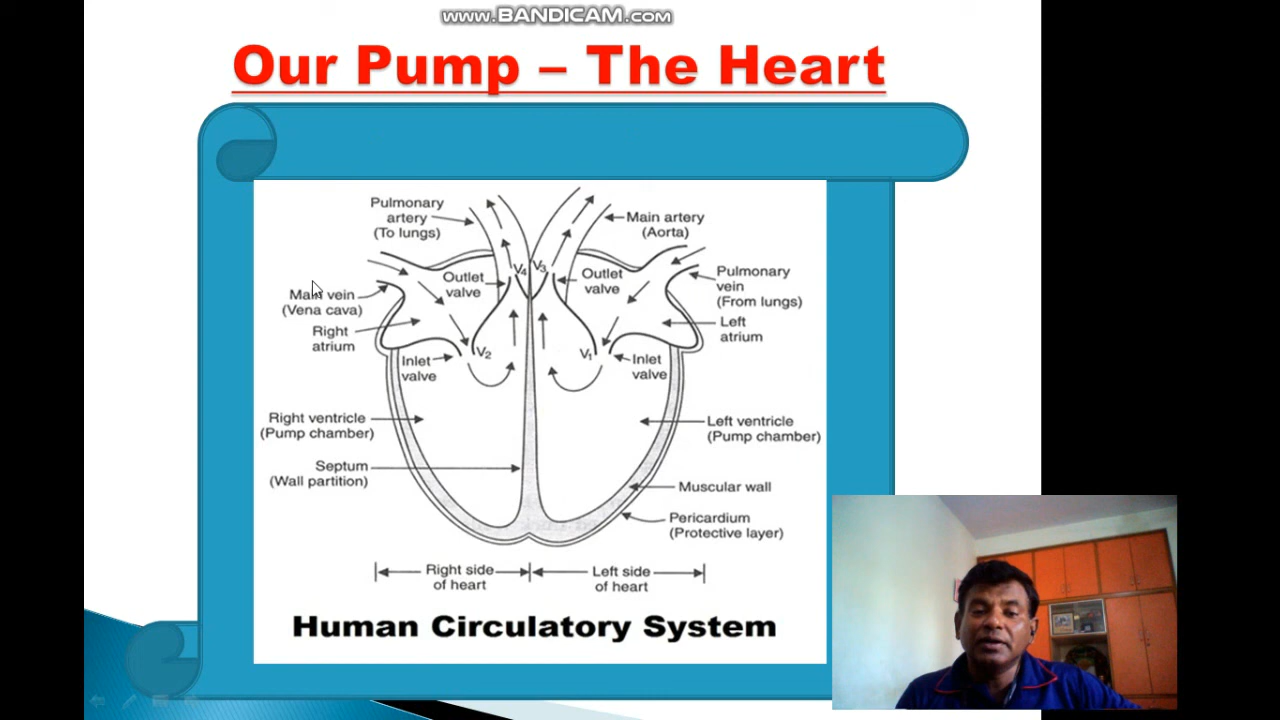 www.BANDICAM.com
Our Pump – The Heart
Pulmonary
artery
(To lungs)
Main artery
(Aorta)
V4
V3
Outlet
valve
Outlet
valve
Pulmonary
vein
(From lungs)
Main vein
(Vena cava)
Right
atrium
Left
atrium
Inlet
valve
V2
V1
Inlet
valve
Right ventricle
(Pump chamber)
Left ventricle
(Pump chamber)
Septum
(Wall partition)
Muscular wall
Pericardium
(Protective layer)
Right side
of heart
Left side
of heart
Human Circulatory System